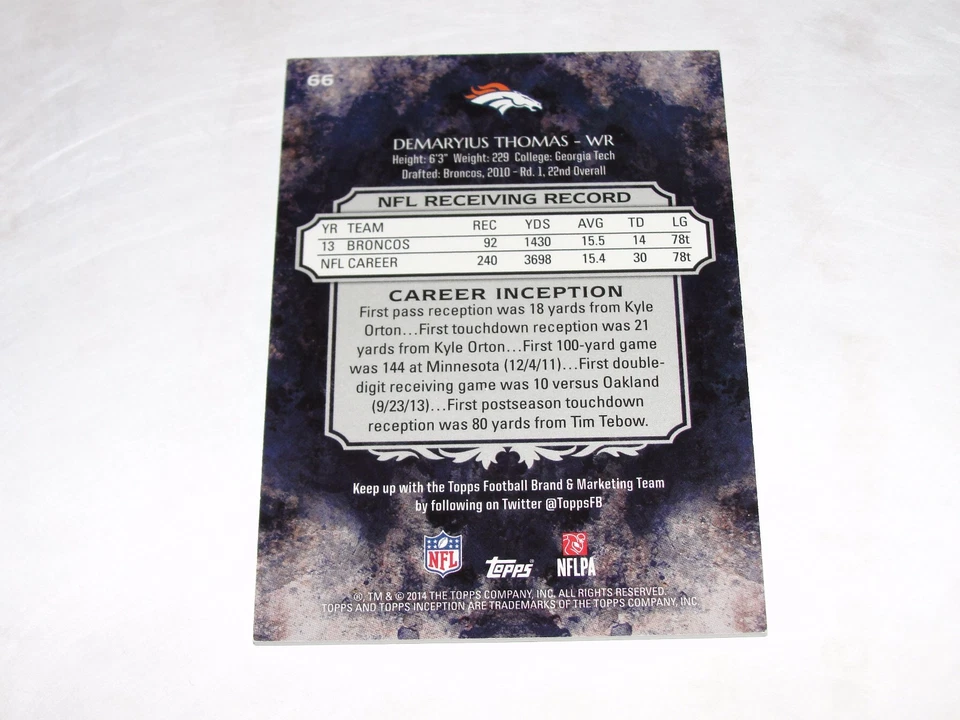 66
DEMARYIUS THOMAS - WR
Height: 6'3" Weight: 229 College: Georgia Tech
Drafted: Broncos, 2010 - Rd. 1, 22nd Overall
NFL RECEIVING RECORD
YR TEAM REC YDS AVG TD LG
13 BRONCOS 92 1430 15.5 14 78t
NFL CAREER 240 3698 15.4 30 78t
CAREER INCEPTION
First pass reception was 18 yards from Kyle
Orton...First touchdown reception was 21
yards from Kyle Orton...First 100-yard game
was 144 at Minnesota (12/4/11)...First double-
digit receiving game was 10 versus Oakland
(9/23/13)...First postseason touchdown
reception was 80 yards from Tim Tebow.
Keep up with the Topps Football Brand & Marketing Team
by following on Twitter @ToppsFB
NFL Topps NFLPA
®, TM & © 2014 THE TOPPS COMPANY, INC. ALL RIGHTS RESERVED.
TOPPS AND TOPPS INCEPTION ARE TRADEMARKS OF THE TOPPS COMPANY, INC.